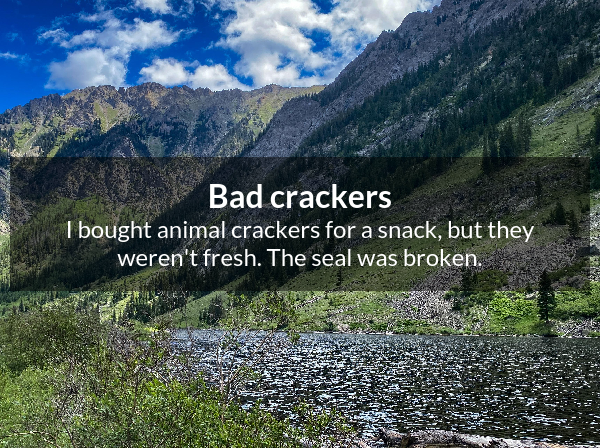 Bad crackers
I bought animal crackers for a snack, but they
weren't fresh. The seal was broken.